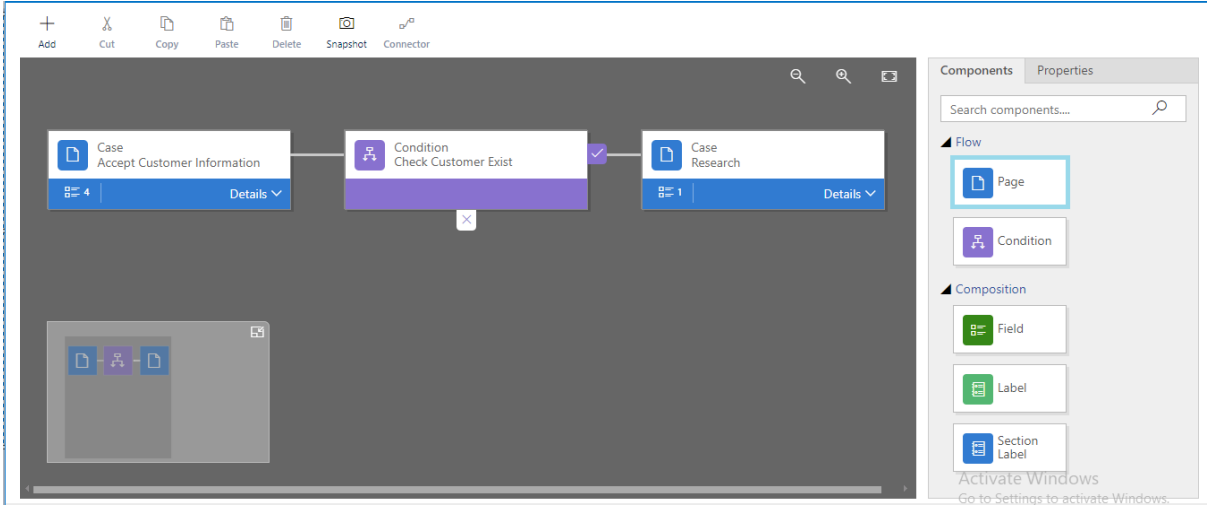 Add Cut Copy Paste Delete Snapshot Connector
Components Properties
Search components....
Flow
Page
Condition
Composition
Field
Label
Section
Label
Case
Accept Customer Information
4 Details
Condition
Check Customer Exist
Case
Research
1 Details
Activate Windows
Go to Settings to activate Windows.